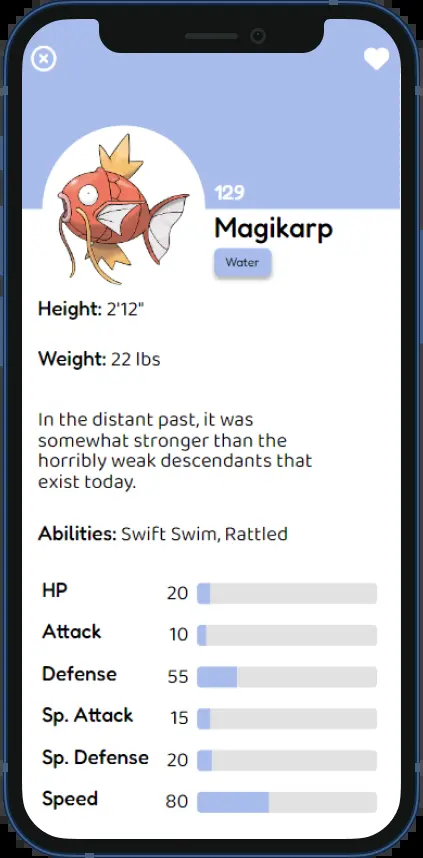 129
Magikarp
Water
Height: 2'12"
Weight: 22 lbs
In the distant past, it was
somewhat stronger than the
horribly weak descendants that
exist today.
Abilities: Swift Swim, Rattled
HP 20
Attack 10
Defense 55
Sp. Attack 15
Sp. Defense 20
Speed 80